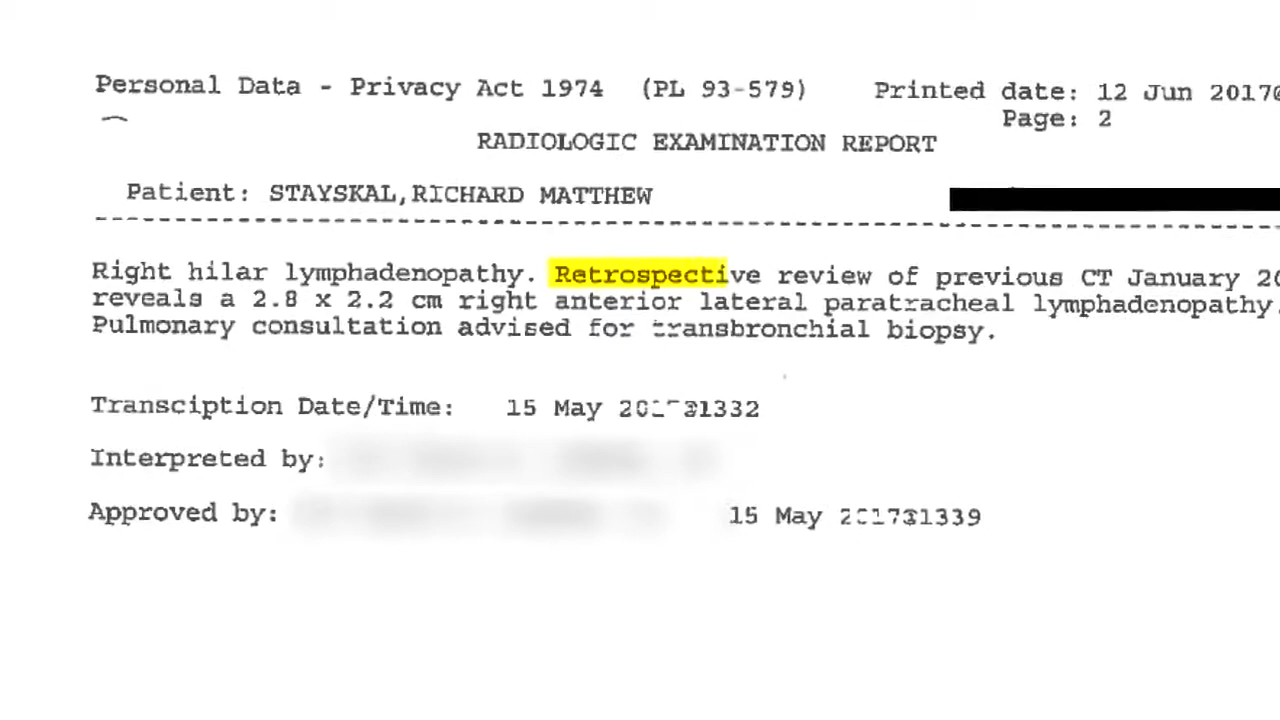 Personal Data - Privacy Act 1974 (PL 93-579) Printed date: 12 Jun 2017@
Page: 2
RADIOLOGIC EXAMINATION REPORT
Patient: STAYSKAL,RICHARD MATTHEW
Right hilar lymphadenopathy. Retrospective review of previous CT January
reveals a 2.8 x 2.2 cm right anterior lateral paratracheal lymphadenopathy.
Pulmonary consultation advised for transbronchial biopsy.
Transciption Date/Time: 15 May
Interpreted by:
Approved by: 15 May